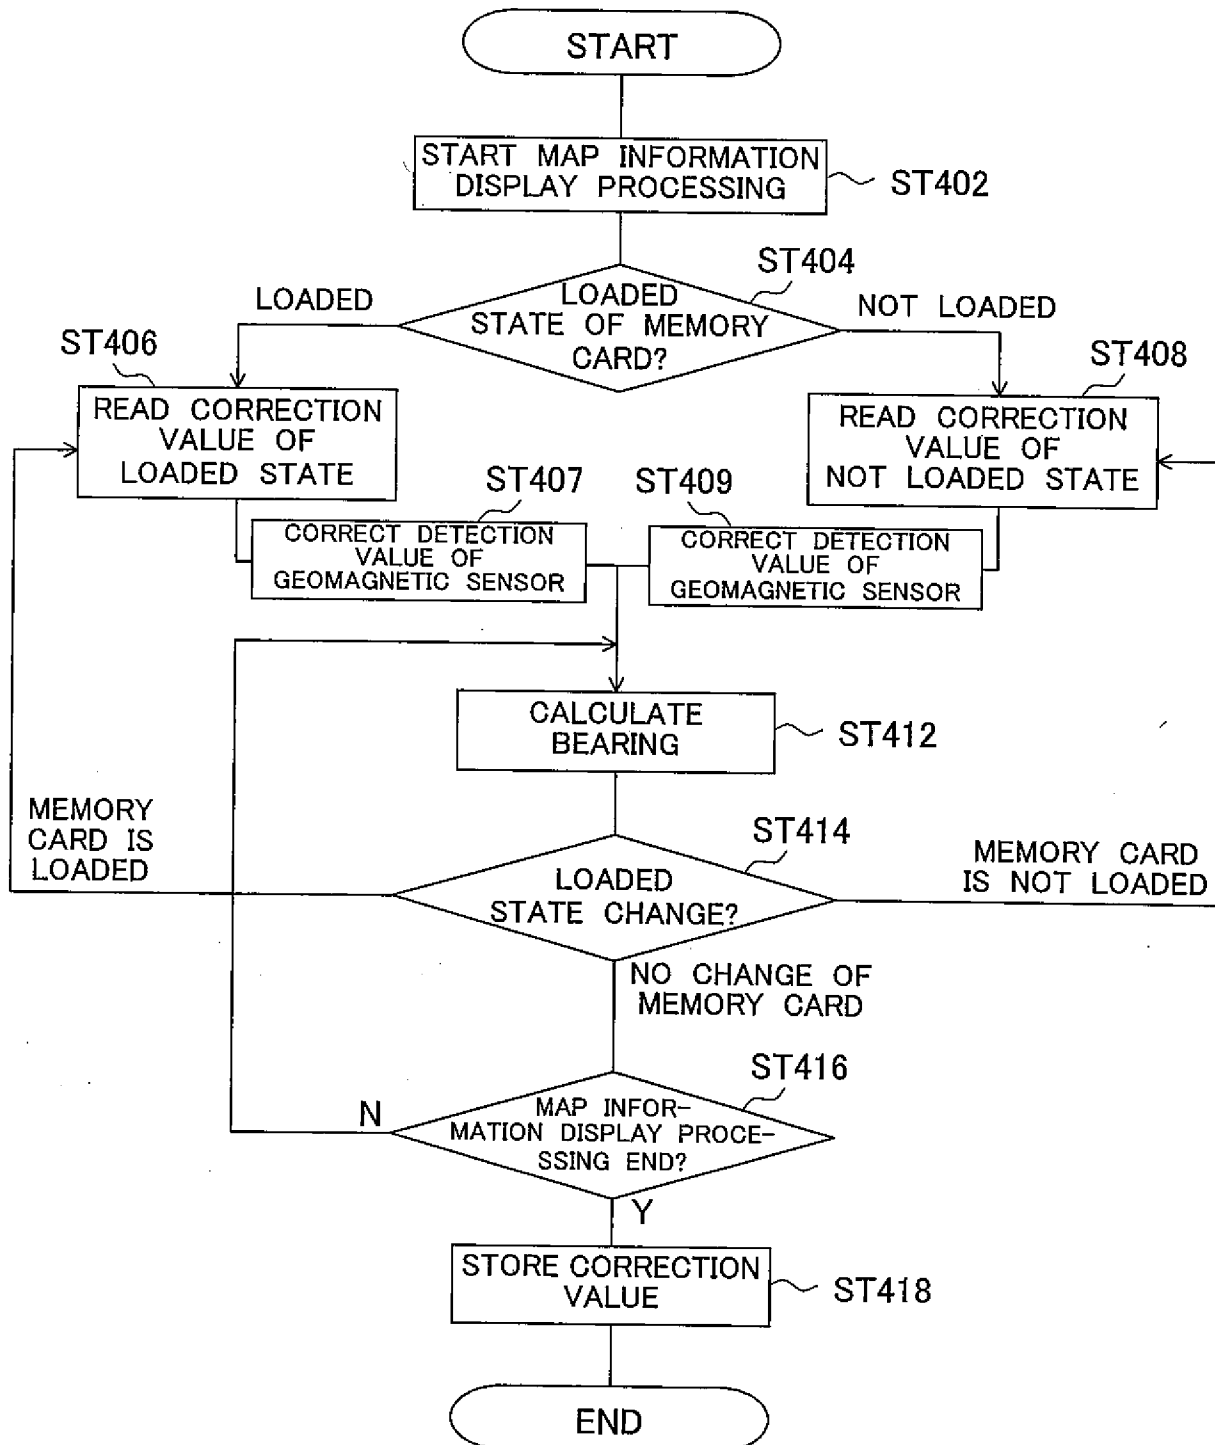 START
START MAP INFORMATION
DISPLAY PROCESSING
ST402
ST404
LOADED
LOADED
STATE OF MEMORY
CARD?
NOT LOADED
ST406
READ CORRECTION
VALUE OF
LOADED STATE
ST408
READ CORRECTION
VALUE OF
NOT LOADED STATE
ST407
CORRECT DETECTION
VALUE OF
GEOMAGNETIC SENSOR
ST409
CORRECT DETECTION
VALUE OF
GEOMAGNETIC SENSOR
CALCULATE
BEARING
ST412
MEMORY
CARD IS
LOADED
ST414
LOADED
STATE CHANGE?
MEMORY CARD
IS NOT LOADED
NO CHANGE OF
MEMORY CARD
ST416
N
MAP INFOR-
MATION DISPLAY PROCE-
SSING END?
Y
STORE CORRECTION
VALUE
ST418
END